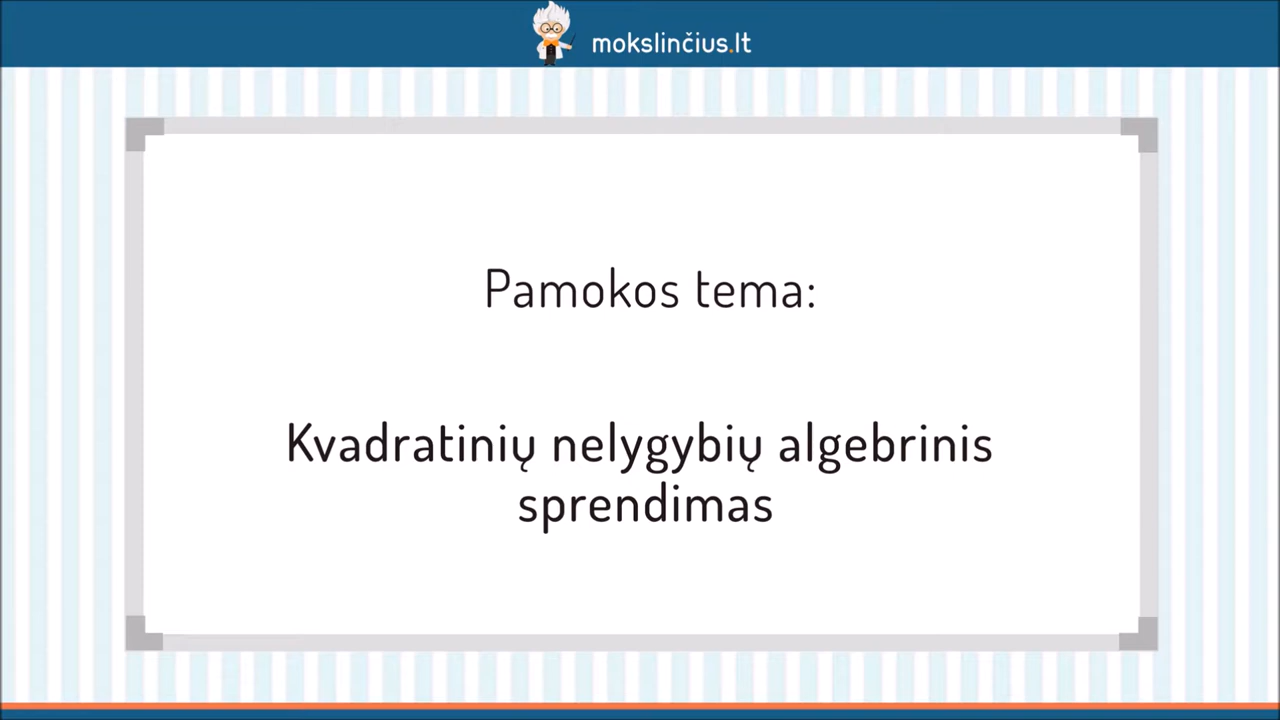 mokslinčius.lt
Pamokos tema:
Kvadratinių nelygybių algebrinis
sprendimas